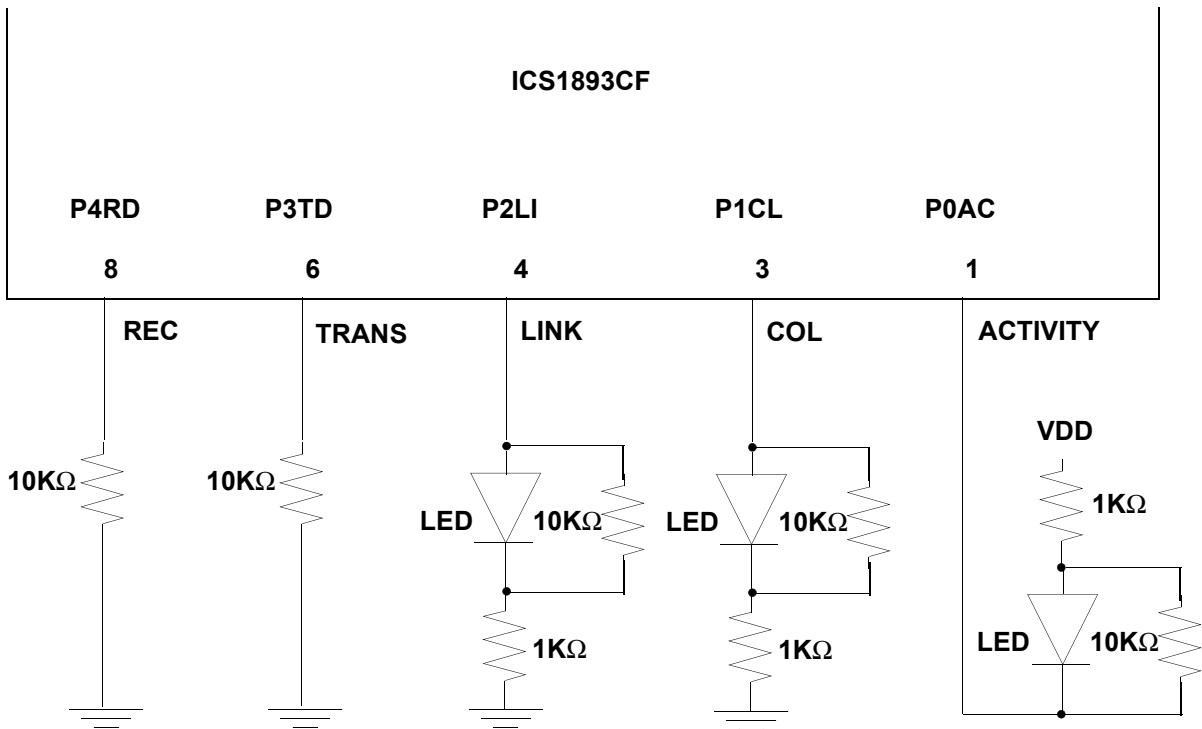 ICS1893CF
P4RD P3TD P2LI P1CL P0AC
8 6 4 3 1
REC TRANS LINK COL ACTIVITY
VDD
10KΩ 10KΩ LED 10KΩ LED 10KΩ 1KΩ
1KΩ 1KΩ LED 10KΩ